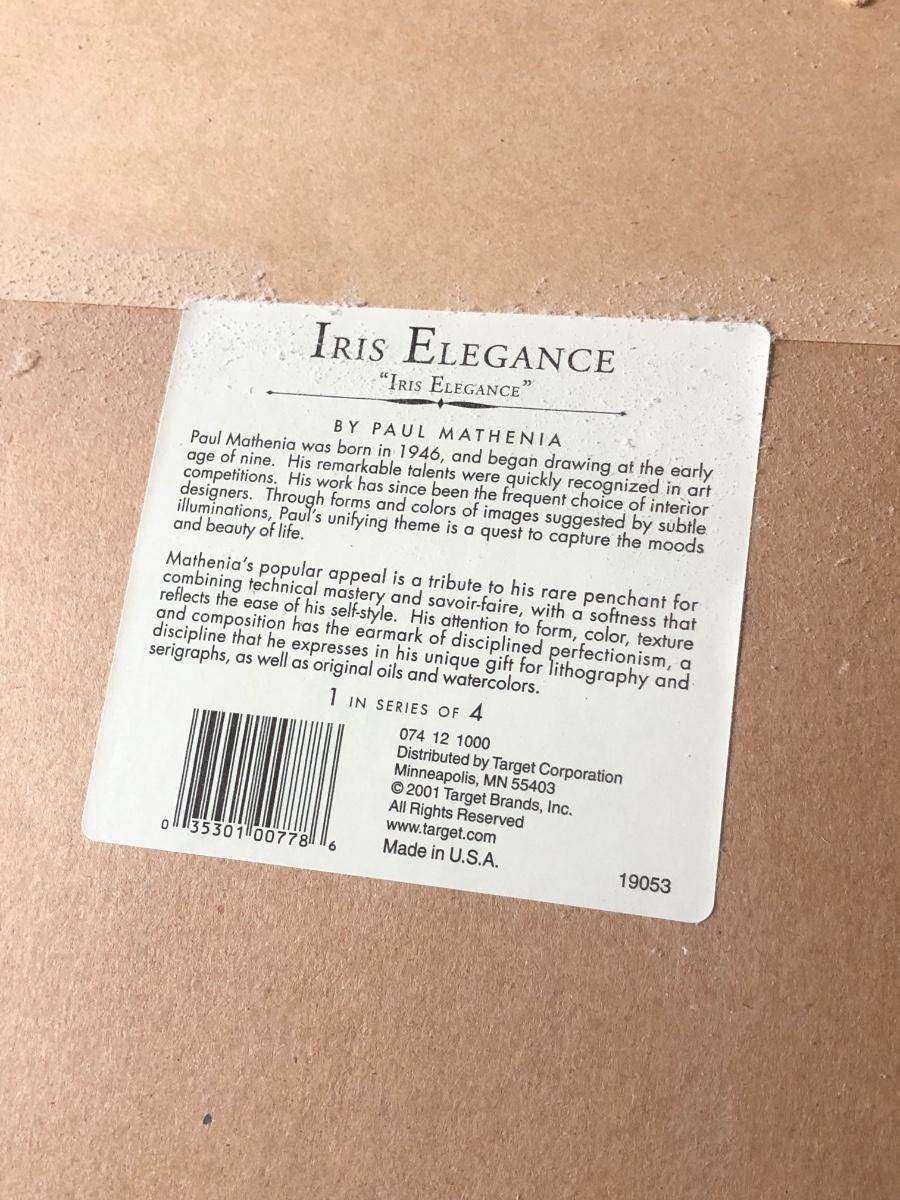 IRIS ELEGANCE
“IRIS ELEGANCE”
BY PAUL MATHENIA
Paul Mathenia was born in 1946, and began drawing at the early
age of nine. His remarkable talents were quickly recognized in art
competitions. His work has since been the frequent choice of interior
designers. Through forms and colors of images suggested by subtle
illuminations, Paul's unifying theme is a quest to capture the moods
and beauty of life.
Mathenia's popular appeal is a tribute to his rare penchant for
combining technical mastery and savoir-faire, with a softness that
reflects the ease of his self-style. His attention to form, color, texture
and composition has the earmark of disciplined perfectionism, a
discipline that he expresses in his unique gift for lithography and
serigraphs, as well as original oils and watercolors.
1 IN SERIES OF 4
074 12 1000
Distributed by Target Corporation
Minneapolis, MN 55403
© 2001 Target Brands, Inc.
All Rights Reserved
www.target.com
Made in U.S.A.
0 35301 00778 6
19053